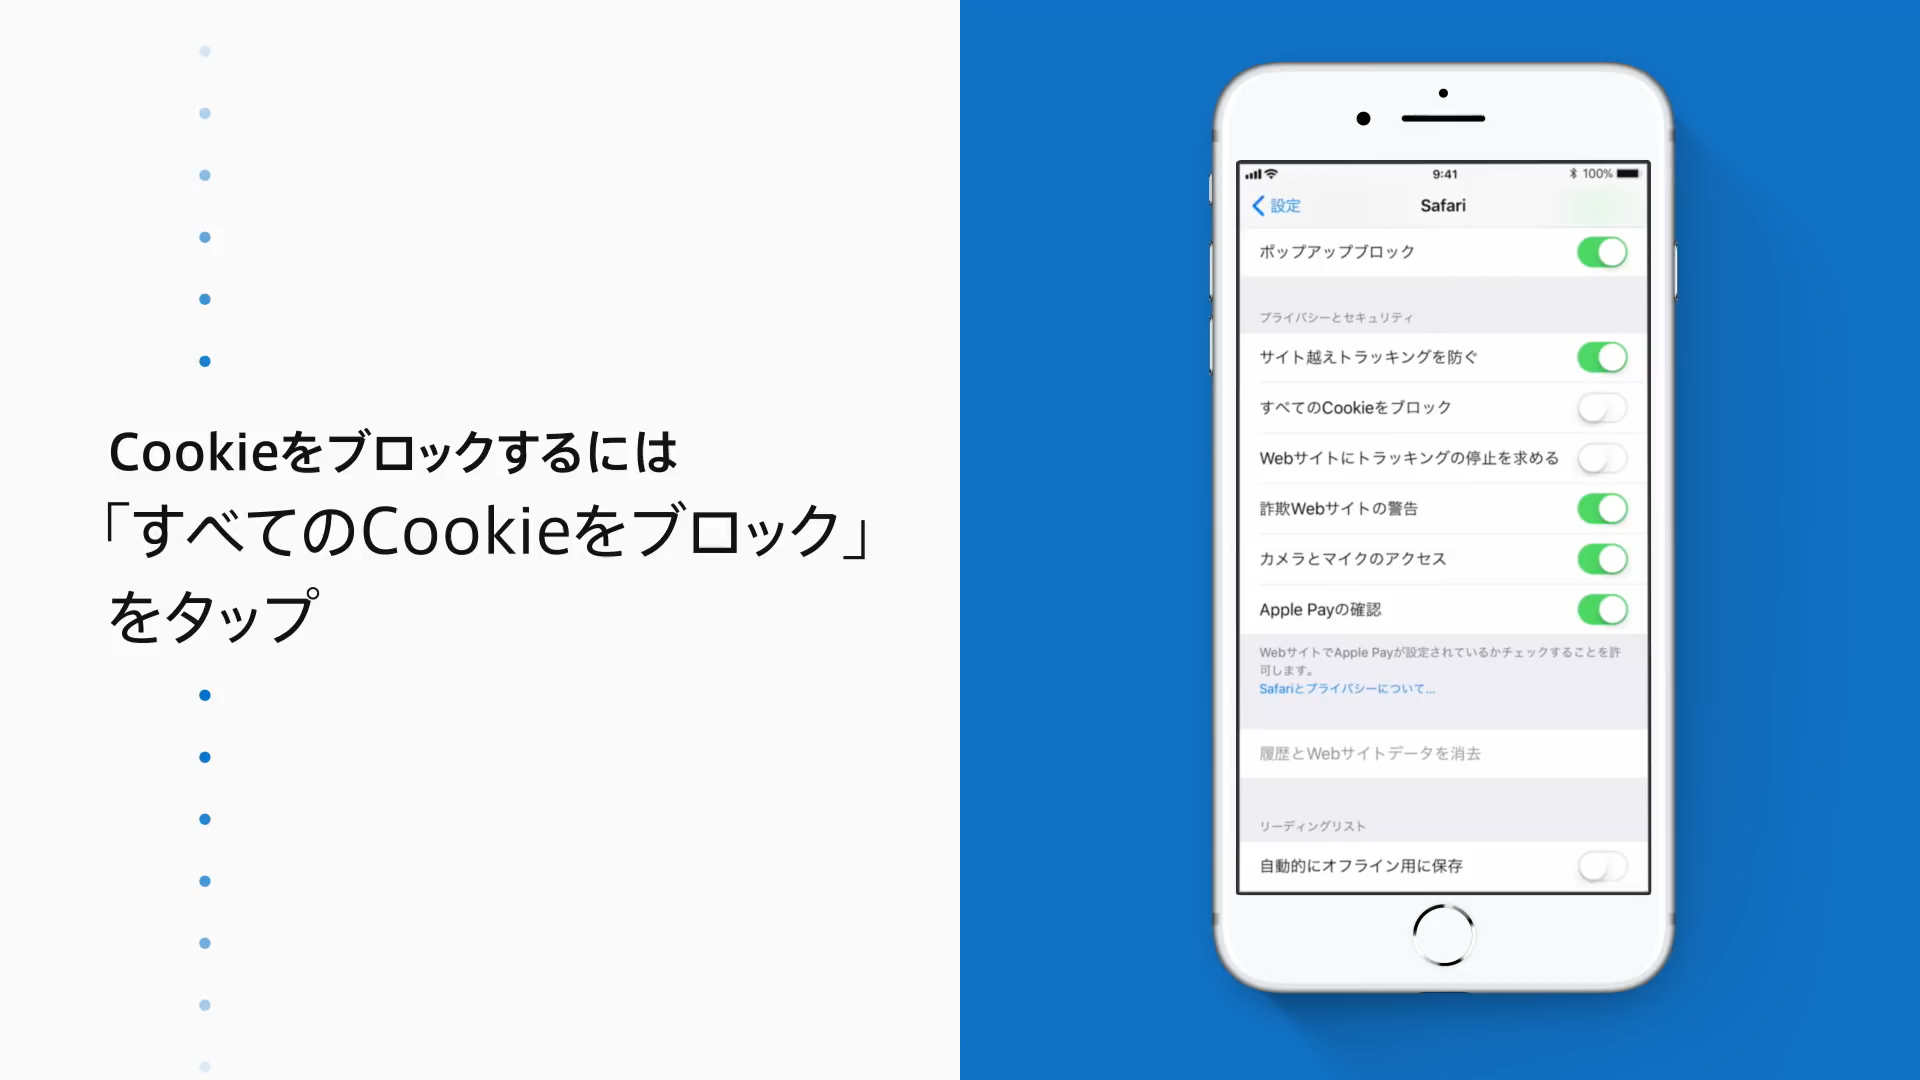 Cookieをブロックするには
「すべてのCookieをブロック」
をタップ
9:41
100%
設定
Safari
ポップアップブロック
プライバシーとセキュリティ
サイト越えトラッキングを防ぐ
すべてのCookieをブロック
Webサイトにトラッキングの停止を求める
詐欺Webサイトの警告
カメラとマイクのアクセス
Apple Payの確認
WebサイトでApple Payが設定されているかチェックすることを許
可します。
Safariとプライバシーについて...
履歴とWebサイトデータを消去
リーディングリスト
自動的にオフライン用に保存